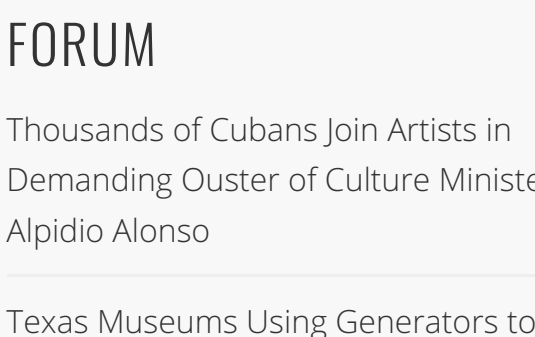 FORUM
Thousands of Cubans Join Artists in
Demanding Ouster of Culture Ministe
Alpidio Alonso
Texas Museums Using Generators to